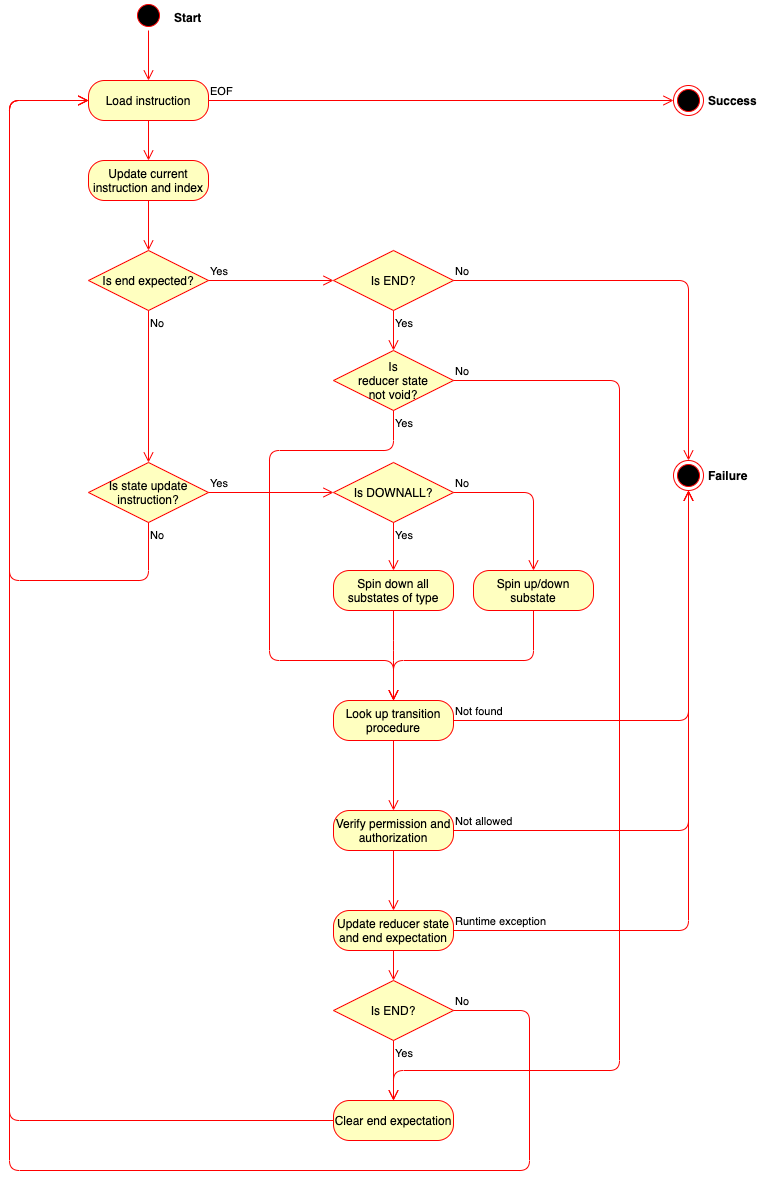 Start
Load instruction
EOF
Success
Update current
instruction and index
Is end expected?
Yes
Is END?
No
No
Yes
Is
reducer state
not void?
No
Yes
Is state update
instruction?
Yes
Is DOWNALL?
No
Failure
No
Yes
Spin down all
substates of type
Spin up/down
substate
Look up transition
procedure
Not found
Verify permission and
authorization
Not allowed
Update reducer state
and end expectation
Runtime exception
Is END?
No
Yes
Clear end expectation